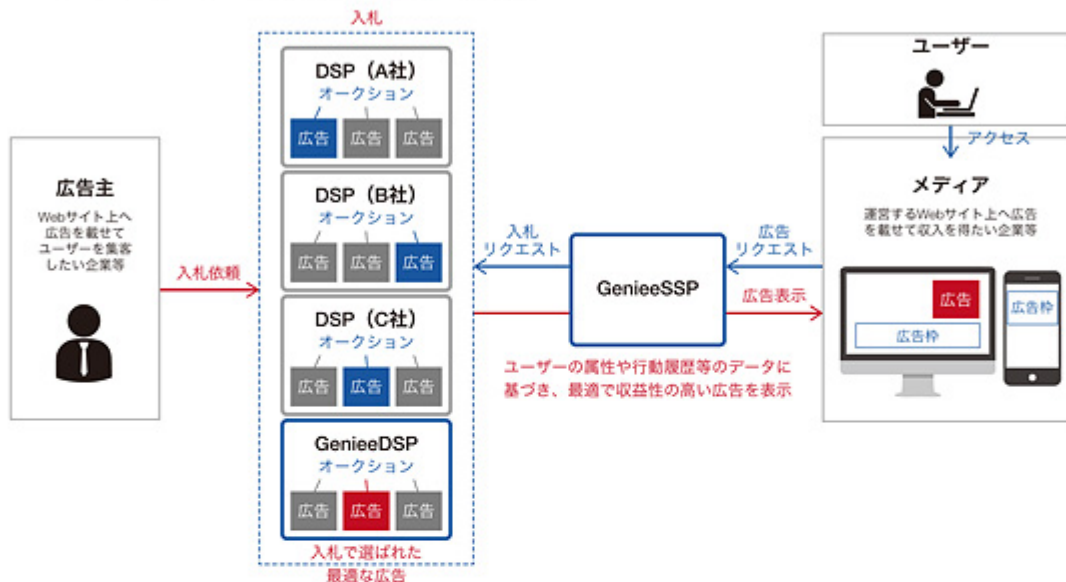 入札
DSP（A社）
オークション
広告 広告 広告
DSP（B社）
オークション
広告 広告 広告
DSP（C社）
オークション
広告 広告 広告
GenieeDSP
オークション
広告 広告 広告
入札で選ばれた
最適な広告
広告主
Webサイト上へ
広告を載せて
ユーザーを集客
したい企業等
入札依頼
入札
リクエスト
GenieeSSP
広告
リクエスト
広告表示
ユーザーの属性や行動履歴等のデータに
基づき、最適で収益性の高い広告を表示
ユーザー
アクセス
メディア
運営するWebサイト上へ広告
を載せて収入を得たい企業等
広告
広告枠
広告枠